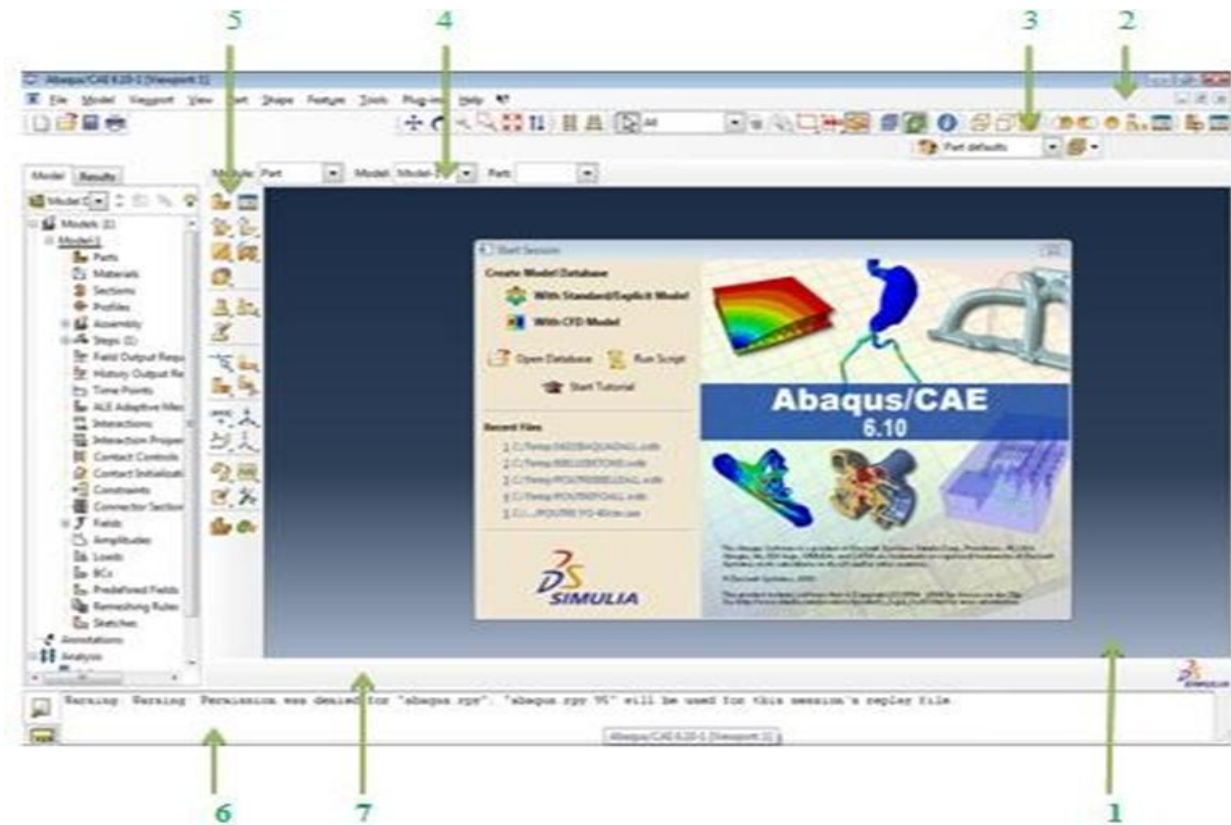 5 4 3 2
Abaqus/CAE 6.10-1 [Viewport: 1]
File Model Viewport View Part Shape Feature Tools Plug-ins Help
All
Part defaults
Model Results
Module: Part Model: Model-1 Part:
Models (1)
Model-1
Parts
Materials
Sections
Profiles
Assembly
Steps (1)
Field Output Requ
History Output Re
Time Points
ALE Adaptive Mes
Interactions
Interaction Proper
Contact Controls
Contact Initializati
Constraints
Connector Section
Fields
Amplitudes
Loads
BCs
Predefined Fields
Remeshing Rules
Sketches
Annotations
Analysis
Start Session
Create Model Database
With Standard/Explicit Model
With CFD Model
Open Database Run Script
Start Tutorial
Recent Files
SIMULIA
Abaqus/CAE
6.10
SIMULIA
Warning: Warning: Permission was denied for "abaqus.rpy"; "abaqus.rpy.95" will be used for this session's replay file.
Abaqus/CAE 6.10-1 [Viewport: 1]
6 7 1